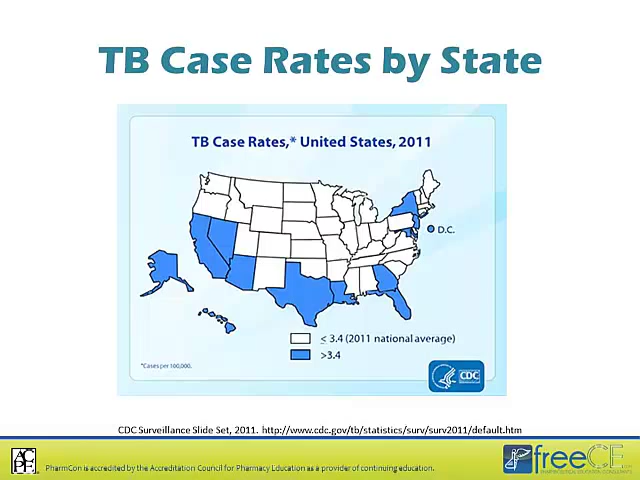 TB Case Rates by State
TB Case Rates,* United States, 2011
D.C.
≤ 3.4 (2011 national average)
>3.4
*Cases per 100,000.
CDC
CDC Surveillance Slide Set, 2011. http://www.cdc.gov/tb/statistics/surv/surv2011/default.htm
PharmCon is accredited by the Accreditation Council for Pharmacy Education as a provider of continuing education.
freeCE